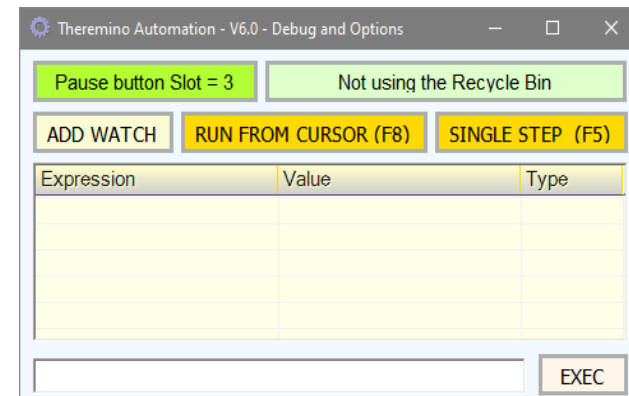 Theremino Automation - V6.0 - Debug and Options
Pause button Slot = 3 Not using the Recycle Bin
ADD WATCH RUN FROM CURSOR (F8) SINGLE STEP (F5)
Expression Value Type
EXEC